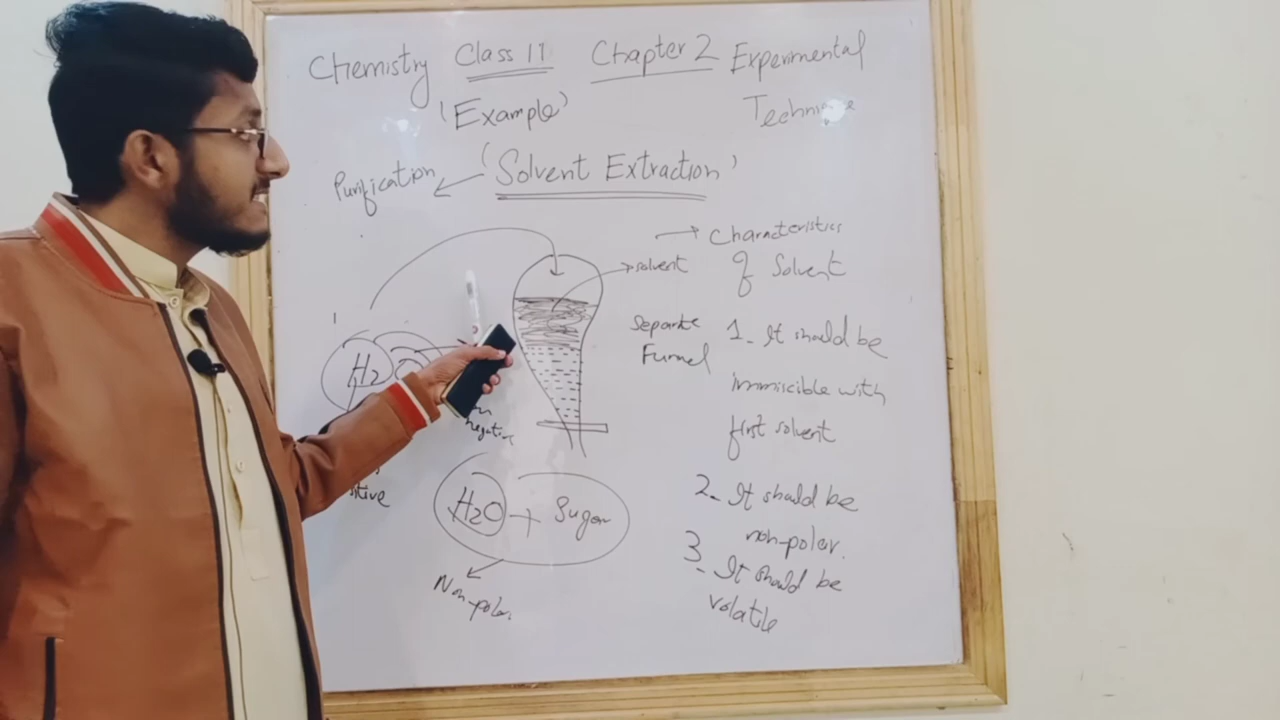 Chemistry Class 11 Chapter 2 Experimental
(Example)
Purification
'Solvent Extraction'
→ Characteristics
of Solvent
solvent
Separate
Funnel
1. It should be
immiscible with
first solvent
2. It should be
non-polar.
3. It should be
volatile
H2
negative
H2O + Sugar
Non-polar